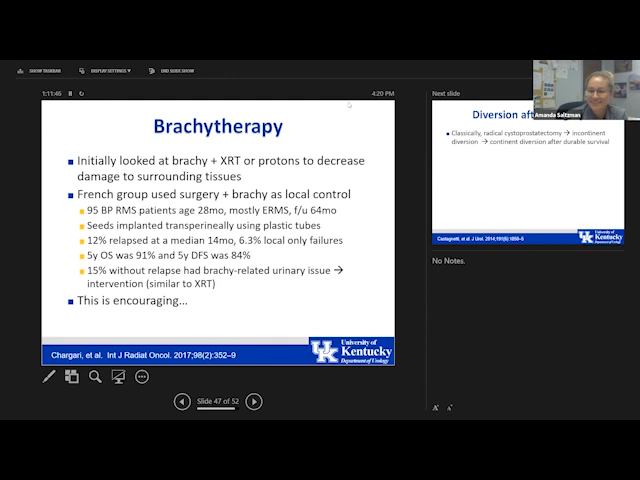 SHOW TASKBAR
DISPLAY SETTINGS ▾
END SLIDE SHOW
1:11:45
4:20 PM
Brachytherapy
Initially looked at brachy + XRT or protons to decrease
damage to surrounding tissues
French group used surgery + brachy as local control
95 BP RMS patients age 28mo, mostly ERMS, f/u 64mo
Seeds implanted transperineally using plastic tubes
12% relapsed at a median 14mo, 6.3% local only failures
5y OS was 91% and 5y DFS was 84%
15% without relapse had brachy-related urinary issue →
intervention (similar to XRT)
This is encouraging...
Chargari, et al. Int J Radiat Oncol. 2017;98(2):352–9
UK
University of
Kentucky
Department of Urology
Slide 47 of 52
Next slide
Amanda Saltzman
Diversion aft
Classically, radical cystoprostatectomy → incontinent
diversion → continent diversion after durable survival
Castagnetti, et al. J Urol. 2014;191(6):1850–5
UK
University of
Kentucky
Department of Urology
No Notes.
A A